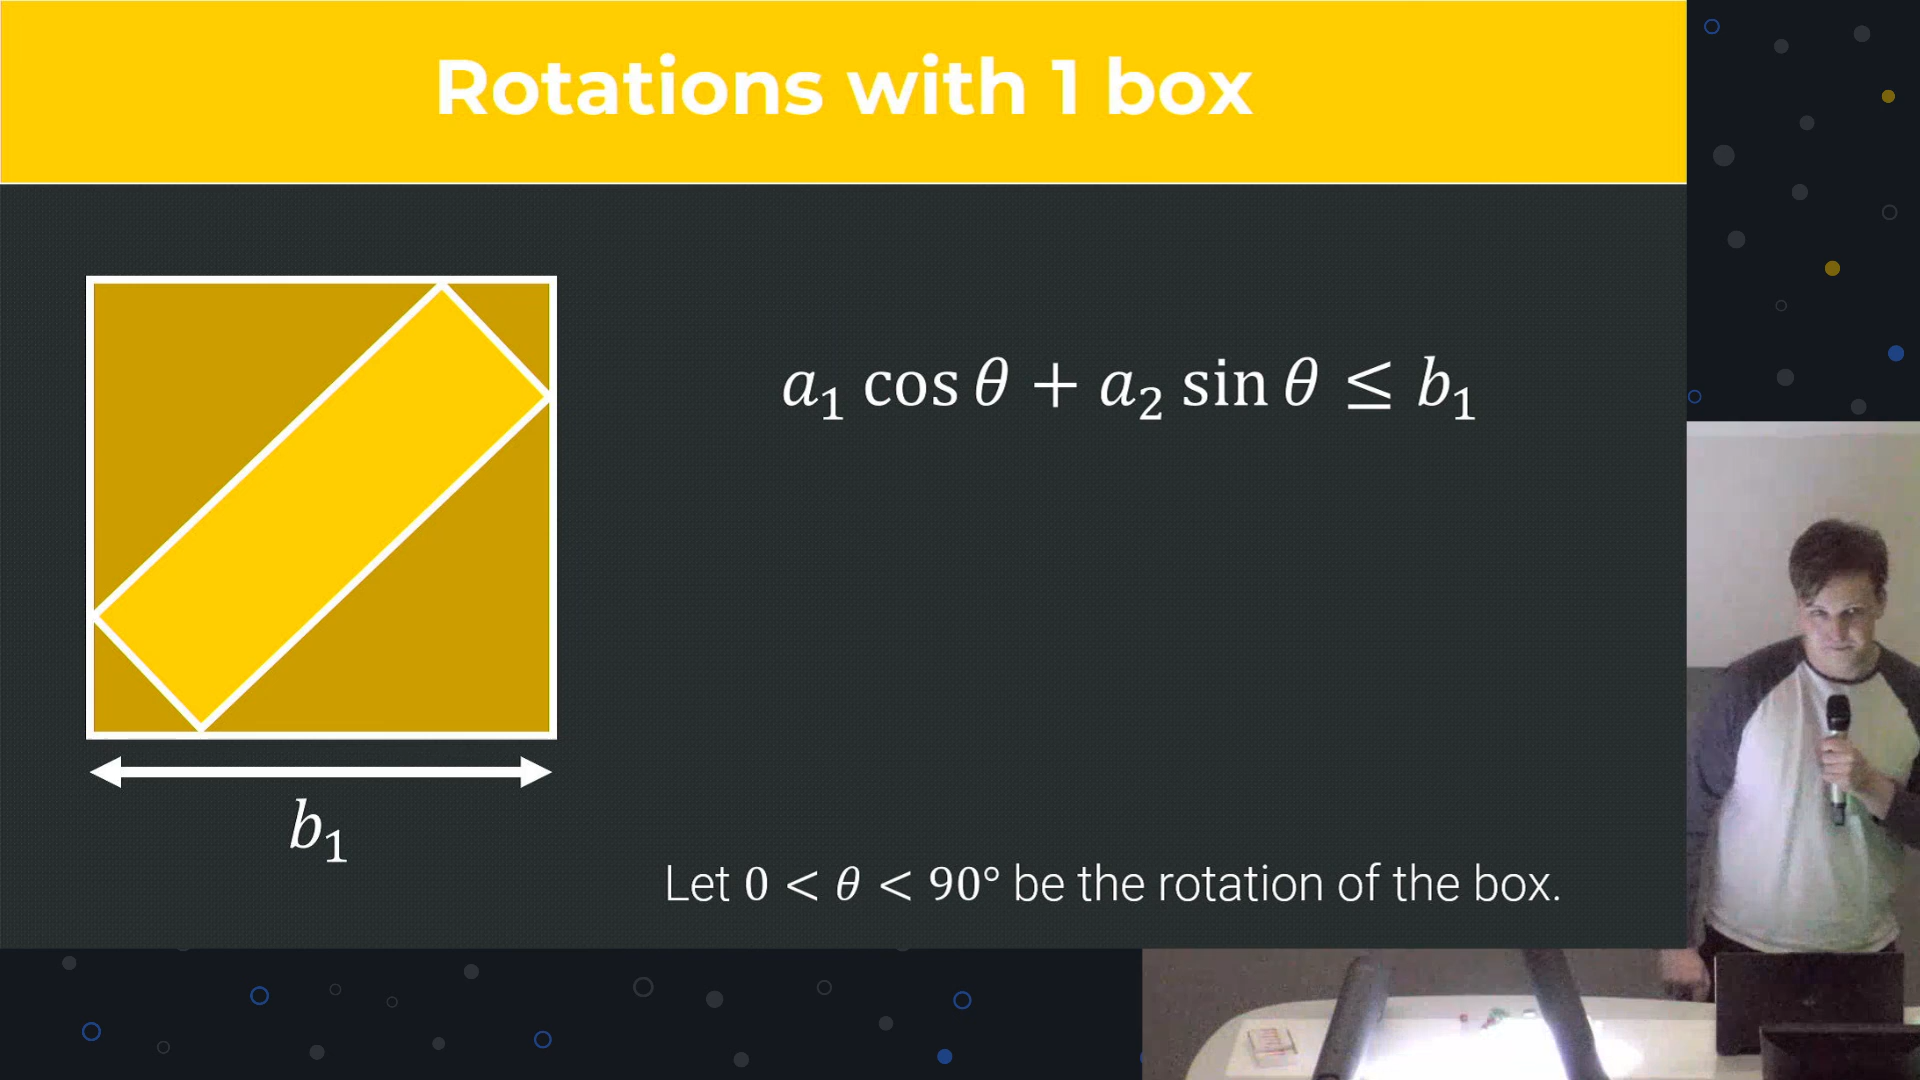 Rotations with 1 box
a₁ cos θ + a₂ sin θ ≤ b₁
b₁
Let 0 < θ < 90° be the rotation of the box.